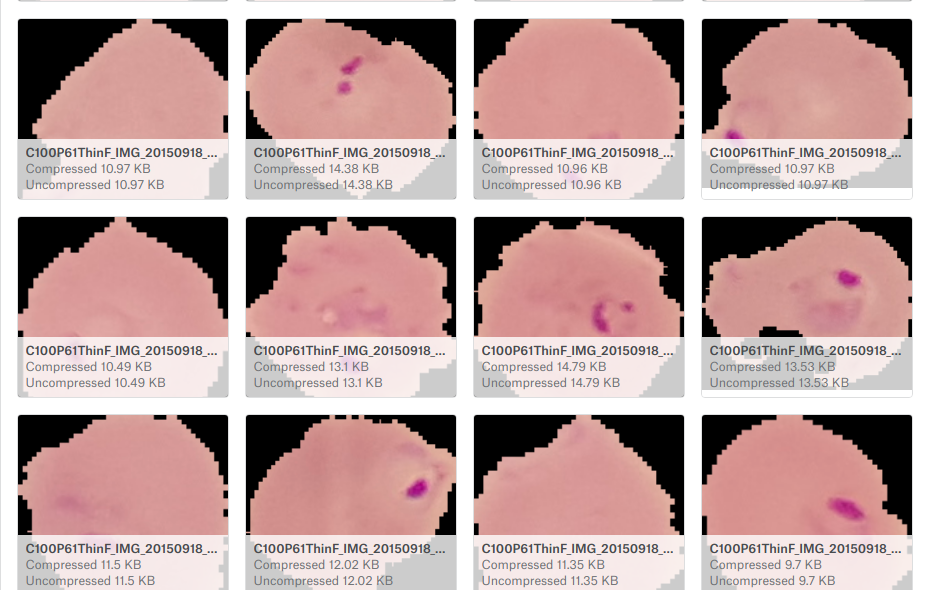 C100P61ThinF_IMG_20150918_...
Compressed 10.97 KB
Uncompressed 10.97 KB
C100P61ThinF_IMG_20150918_...
Compressed 14.38 KB
Uncompressed 14.38 KB
C100P61ThinF_IMG_20150918_...
Compressed 10.96 KB
Uncompressed 10.96 KB
C100P61ThinF_IMG_20150918_...
Compressed 10.97 KB
Uncompressed 10.97 KB
C100P61ThinF_IMG_20150918_...
Compressed 10.49 KB
Uncompressed 10.49 KB
C100P61ThinF_IMG_20150918_...
Compressed 13.1 KB
Uncompressed 13.1 KB
C100P61ThinF_IMG_20150918_...
Compressed 14.79 KB
Uncompressed 14.79 KB
C100P61ThinF_IMG_20150918_...
Compressed 13.53 KB
Uncompressed 13.53 KB
C100P61ThinF_IMG_20150918_...
Compressed 11.5 KB
Uncompressed 11.5 KB
C100P61ThinF_IMG_20150918_...
Compressed 12.02 KB
Uncompressed 12.02 KB
C100P61ThinF_IMG_20150918_...
Compressed 11.35 KB
Uncompressed 11.35 KB
C100P61ThinF_IMG_20150918_...
Compressed 9.7 KB
Uncompressed 9.7 KB